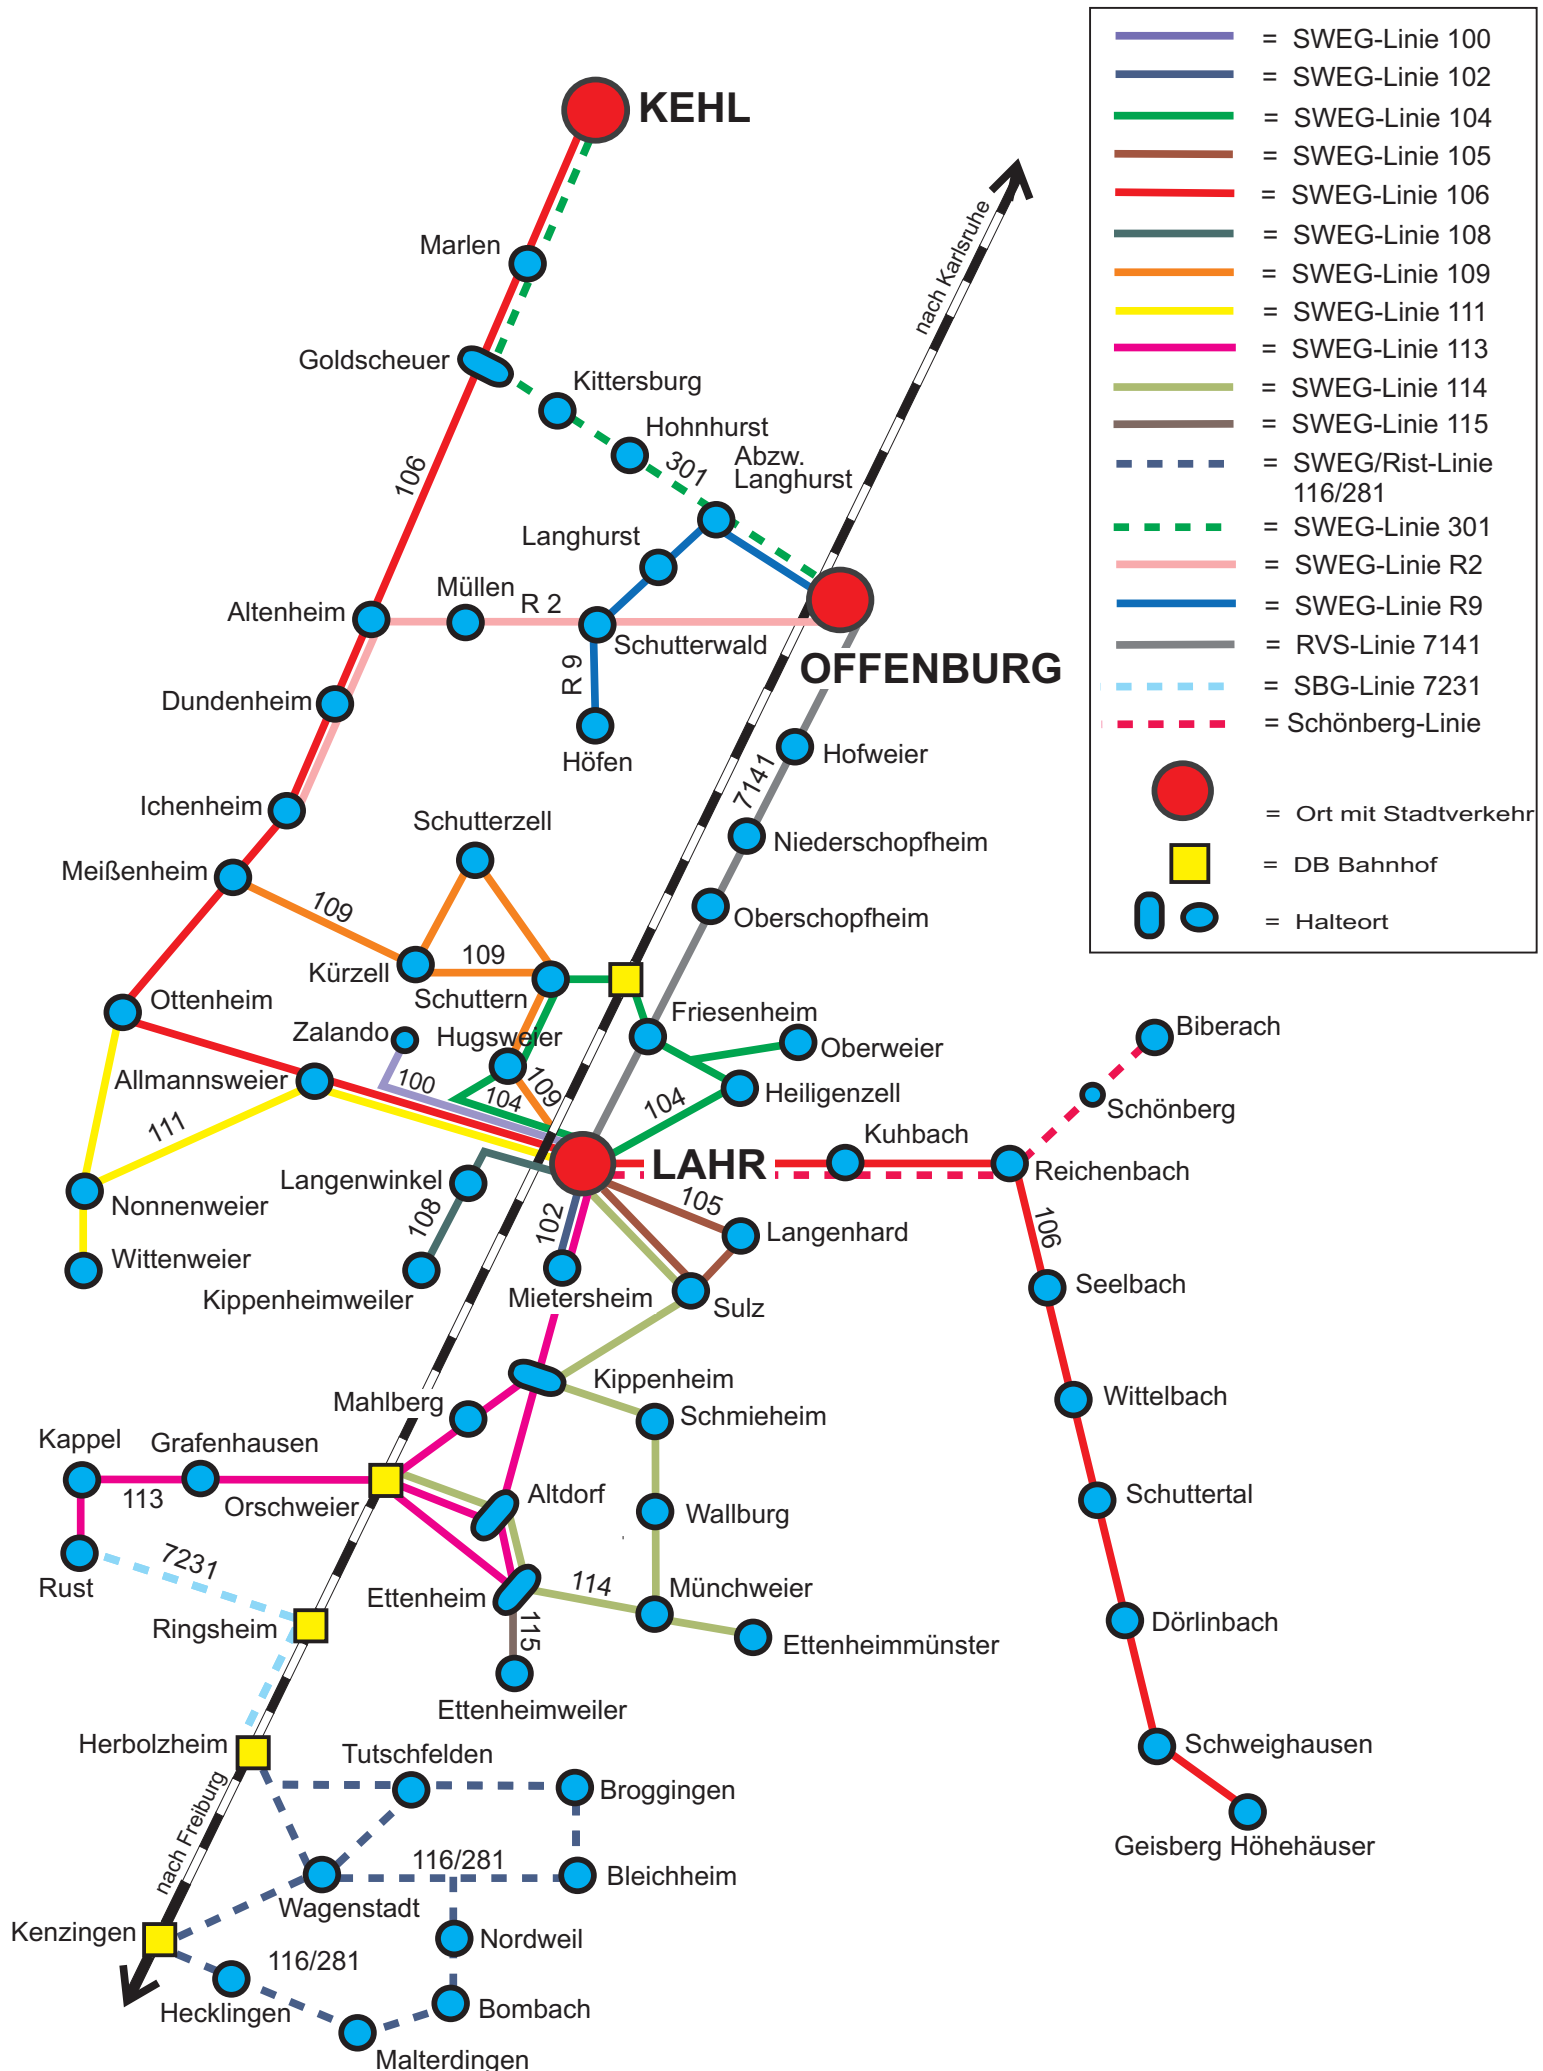 KEHL
Marlen
Goldscheuer
Kittersburg
Hohnhurst
301
Abzw.
Langhurst
nach Karlsruhe
106
Langhurst
Müllen
R 2
Altenheim
Schutterwald
OFFENBURG
R 9
Dundenheim
Höfen
Hofweier
7141
Ichenheim
Schutterzell
Niederschopfheim
Meißenheim
109
109
Oberschopfheim
Kürzell
Schuttern
Ottenheim
Zalando
Hugsweier
Friesenheim
Oberweier
Allmannsweier
100
104
109
104
Heiligenzell
Biberach
Schönberg
111
Kuhbach
LAHR
Reichenbach
Langenwinkel
Nonnenweier
108
102
105
Langenhard
106
Wittenweier
Kippenheimweiler
Mietersheim
Sulz
Seelbach
Kippenheim
Mahlberg
Schmieheim
Wittelbach
Kappel
Grafenhausen
113
Orschweier
Altdorf
Wallburg
Schuttertal
Rust
7231
Ettenheim
114
Münchweier
Ringsheim
115
Ettenheimmünster
Dörlinbach
Ettenheimweiler
Herbolzheim
Tutschfelden
Broggingen
Schweighausen
nach Freiburg
116/281
Bleichheim
Geisberg Höhehäuser
Wagenstadt
Kenzingen
Nordweil
116/281
Hecklingen
Bombach
Malterdingen
= SWEG-Linie 100
= SWEG-Linie 102
= SWEG-Linie 104
= SWEG-Linie 105
= SWEG-Linie 106
= SWEG-Linie 108
= SWEG-Linie 109
= SWEG-Linie 111
= SWEG-Linie 113
= SWEG-Linie 114
= SWEG-Linie 115
= SWEG/Rist-Linie
116/281
= SWEG-Linie 301
= SWEG-Linie R2
= SWEG-Linie R9
= RVS-Linie 7141
= SBG-Linie 7231
= Schönberg-Linie
= Ort mit Stadtverkehr
= DB Bahnhof
= Halteort